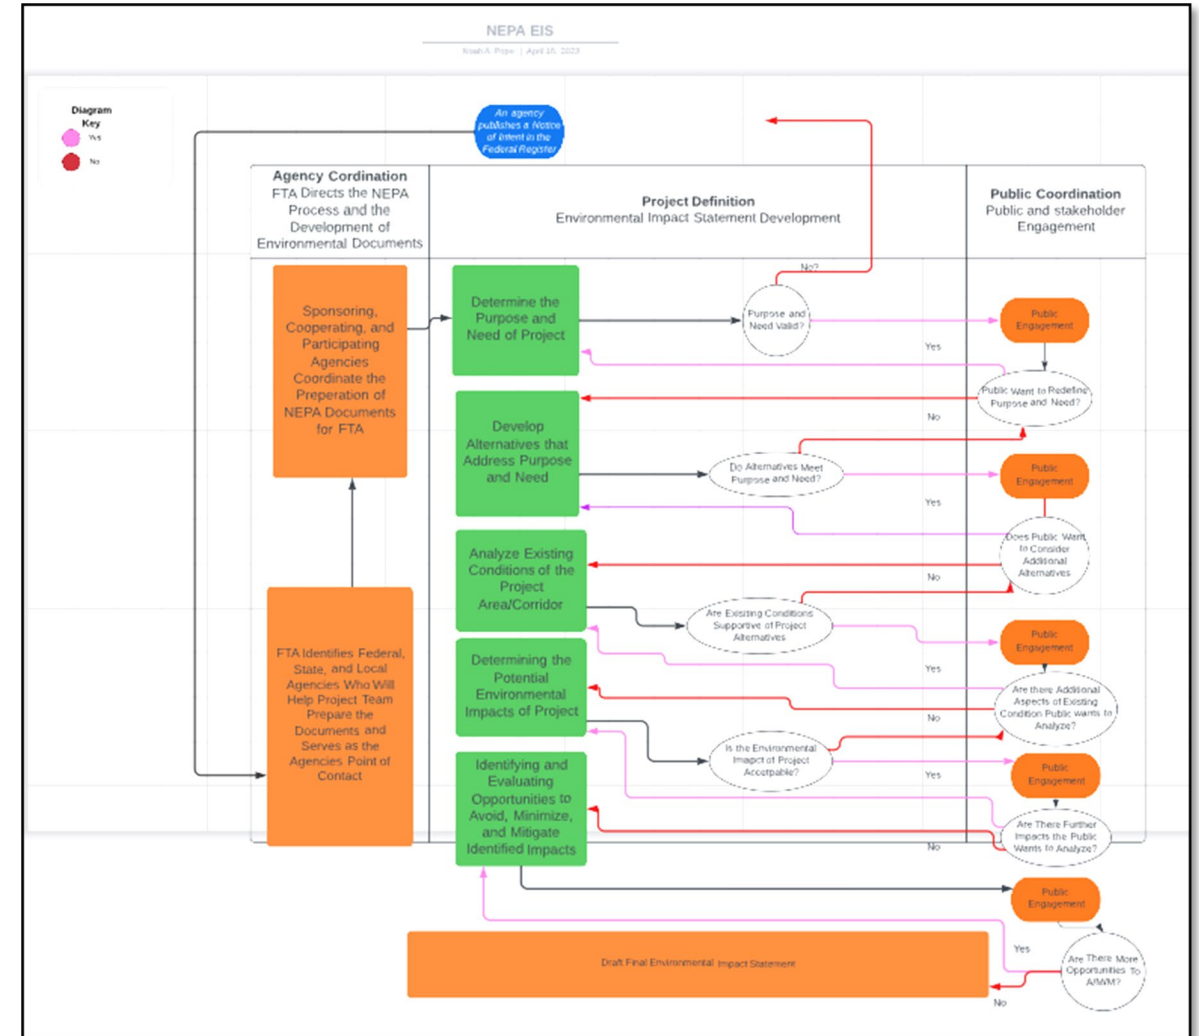 NEPA EIS
Noah A. Pope | April 16, 2023
Diagram
Key
Yes
No
An agency
publishes a Notice
of Intent in the
Federal Register
Agency Cordination
FTA Directs the NEPA
Process and the
Development of
Environmental Documents
Project Definition
Environmental Impact Statement Development
Public Coordination
Public and stakeholder
Engagement
No?
Sponsoring,
Cooperating, and
Participating
Agencies
Coordinate the
Preperation of
NEPA Documents
for FTA
Determine the
Purpose and
Need of Project
Purpose and
Need Valid?
Public
Engagement
Yes
Public Want to Redefine
Purpose and Need?
No
Develop
Alternatives that
Address Purpose
and Need
Do Alternatives Meet
Purpose and Need?
Public
Engagement
Yes
Does Public Want
to Consider
Additional
Alternatives
No
Analyze Existing
Conditions of the
Project
Area/Corridor
Are Exisiting Conditions
Supportive of Project
Alternatives
Public
Engagement
Yes
FTA Identifies Federal,
State, and Local
Agencies Who Will
Help Project Team
Prepare the
Documents and
Serves as the
Agencies Point of
Contact
Determining the
Potential
Environmental
Impacts of Project
Are there Additional
Aspects of Existing
Condition Public wants to
Analyze?
No
Is the Environmental
Imapct of Project
Accerpable?
Public
Engagement
Yes
Identifying and
Evaluating
Opportunities to
Avoid, Minimize,
and Mitigate
Identified Impacts
Are There Further
Impacts the Public
Wants to Analyze?
No
Public
Engagement
Yes
Are There More
Opportunities To
A/M/M?
No
Draft Final Environmental Impact Statement